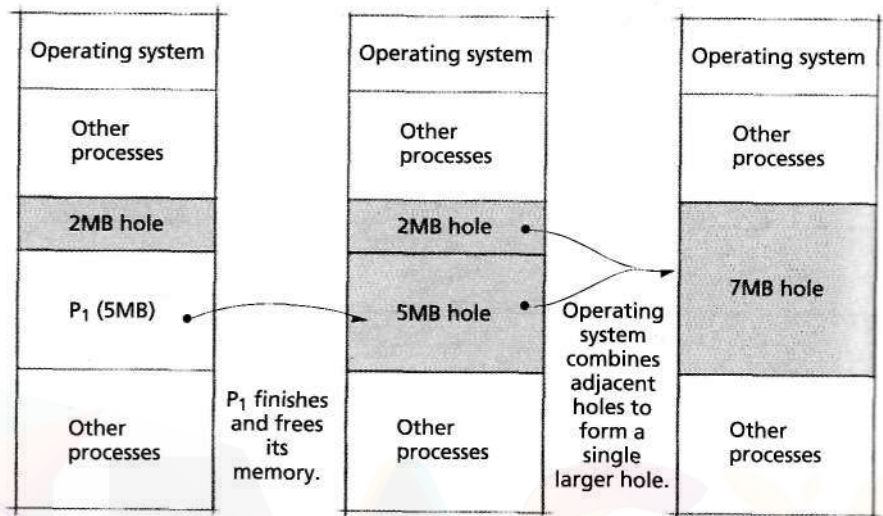 Operating system
Other
processes
2MB hole
P₁ (5MB)
Other
processes
P₁ finishes
and frees
its
memory.
Operating system
Other
processes
2MB hole
5MB hole
Other
processes
Operating
system
combines
adjacent
holes to
form a
single
larger hole.
Operating system
Other
processes
7MB hole
Other
processes